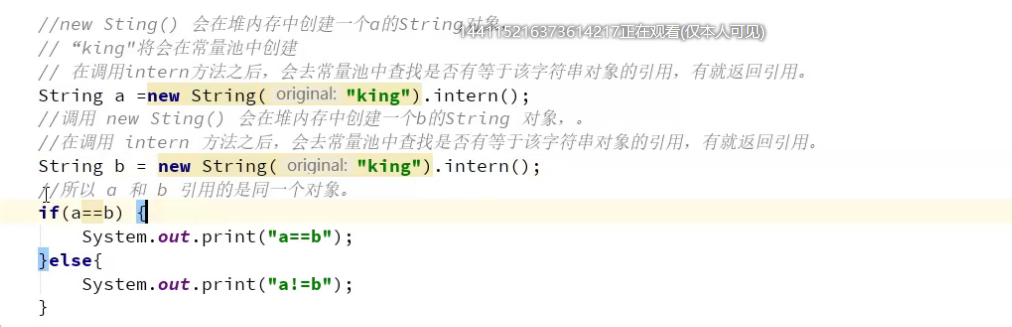 //new Sting() 会在堆内存中创建一个a的String对象，
144115216373614217正在观看(仅本人可见)
// “king"将会在常量池中创建
// 在调用intern方法之后，会去常量池中查找是否有等于该字符串对象的引用，有就返回引用。
String a =new String( original: "king").intern();
//调用 new Sting() 会在堆内存中创建一个b的String 对象，。
//在调用 intern 方法之后，会去常量池中查找是否有等于该字符串对象的引用，有就返回引用。
String b = new String( original: "king").intern();
//所以 a 和 b 引用的是同一个对象。
if(a==b) {
System.out.print("a==b");
}else{
System.out.print("a!=b");
}